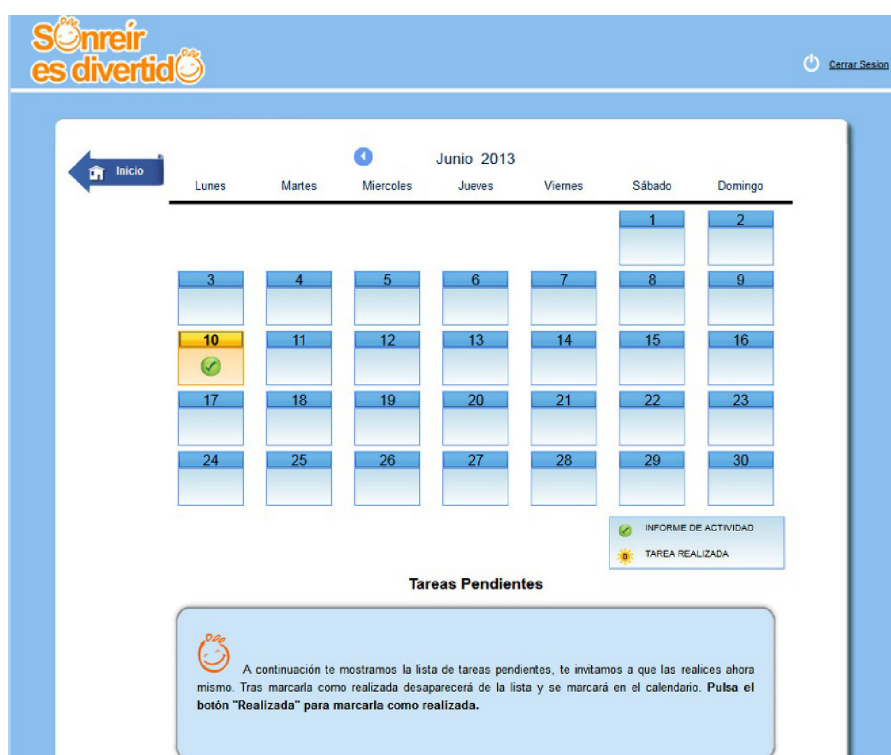 Sonreír
es divertido
Cerrar Sesion
Inicio
Junio 2013
Lunes Martes Miercoles Jueves Viernes Sábado Domingo
1 2
3 4 5 6 7 8 9
10 11 12 13 14 15 16
17 18 19 20 21 22 23
24 25 26 27 28 29 30
INFORME DE ACTIVIDAD
D TAREA REALIZADA
Tareas Pendientes
A continuación te mostramos la lista de tareas pendientes, te invitamos a que las realices ahora
mismo. Tras marcarla como realizada desaparecerá de la lista y se marcará en el calendario. Pulsa el
botón "Realizada" para marcarla como realizada.